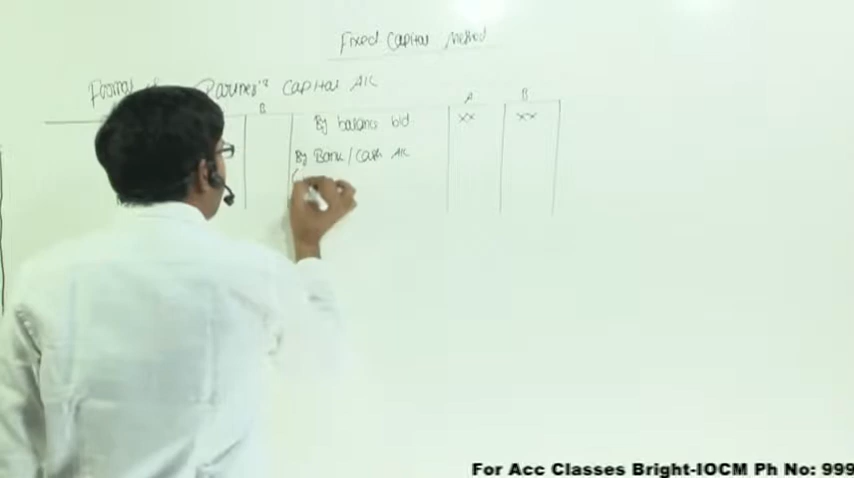 Fixed Capital Method
Format Partner's Capital A/C
B A B
By balance b/d xx xx
By Bank/Cash A/C
(
For Acc Classes Bright-IOCM Ph No: 999